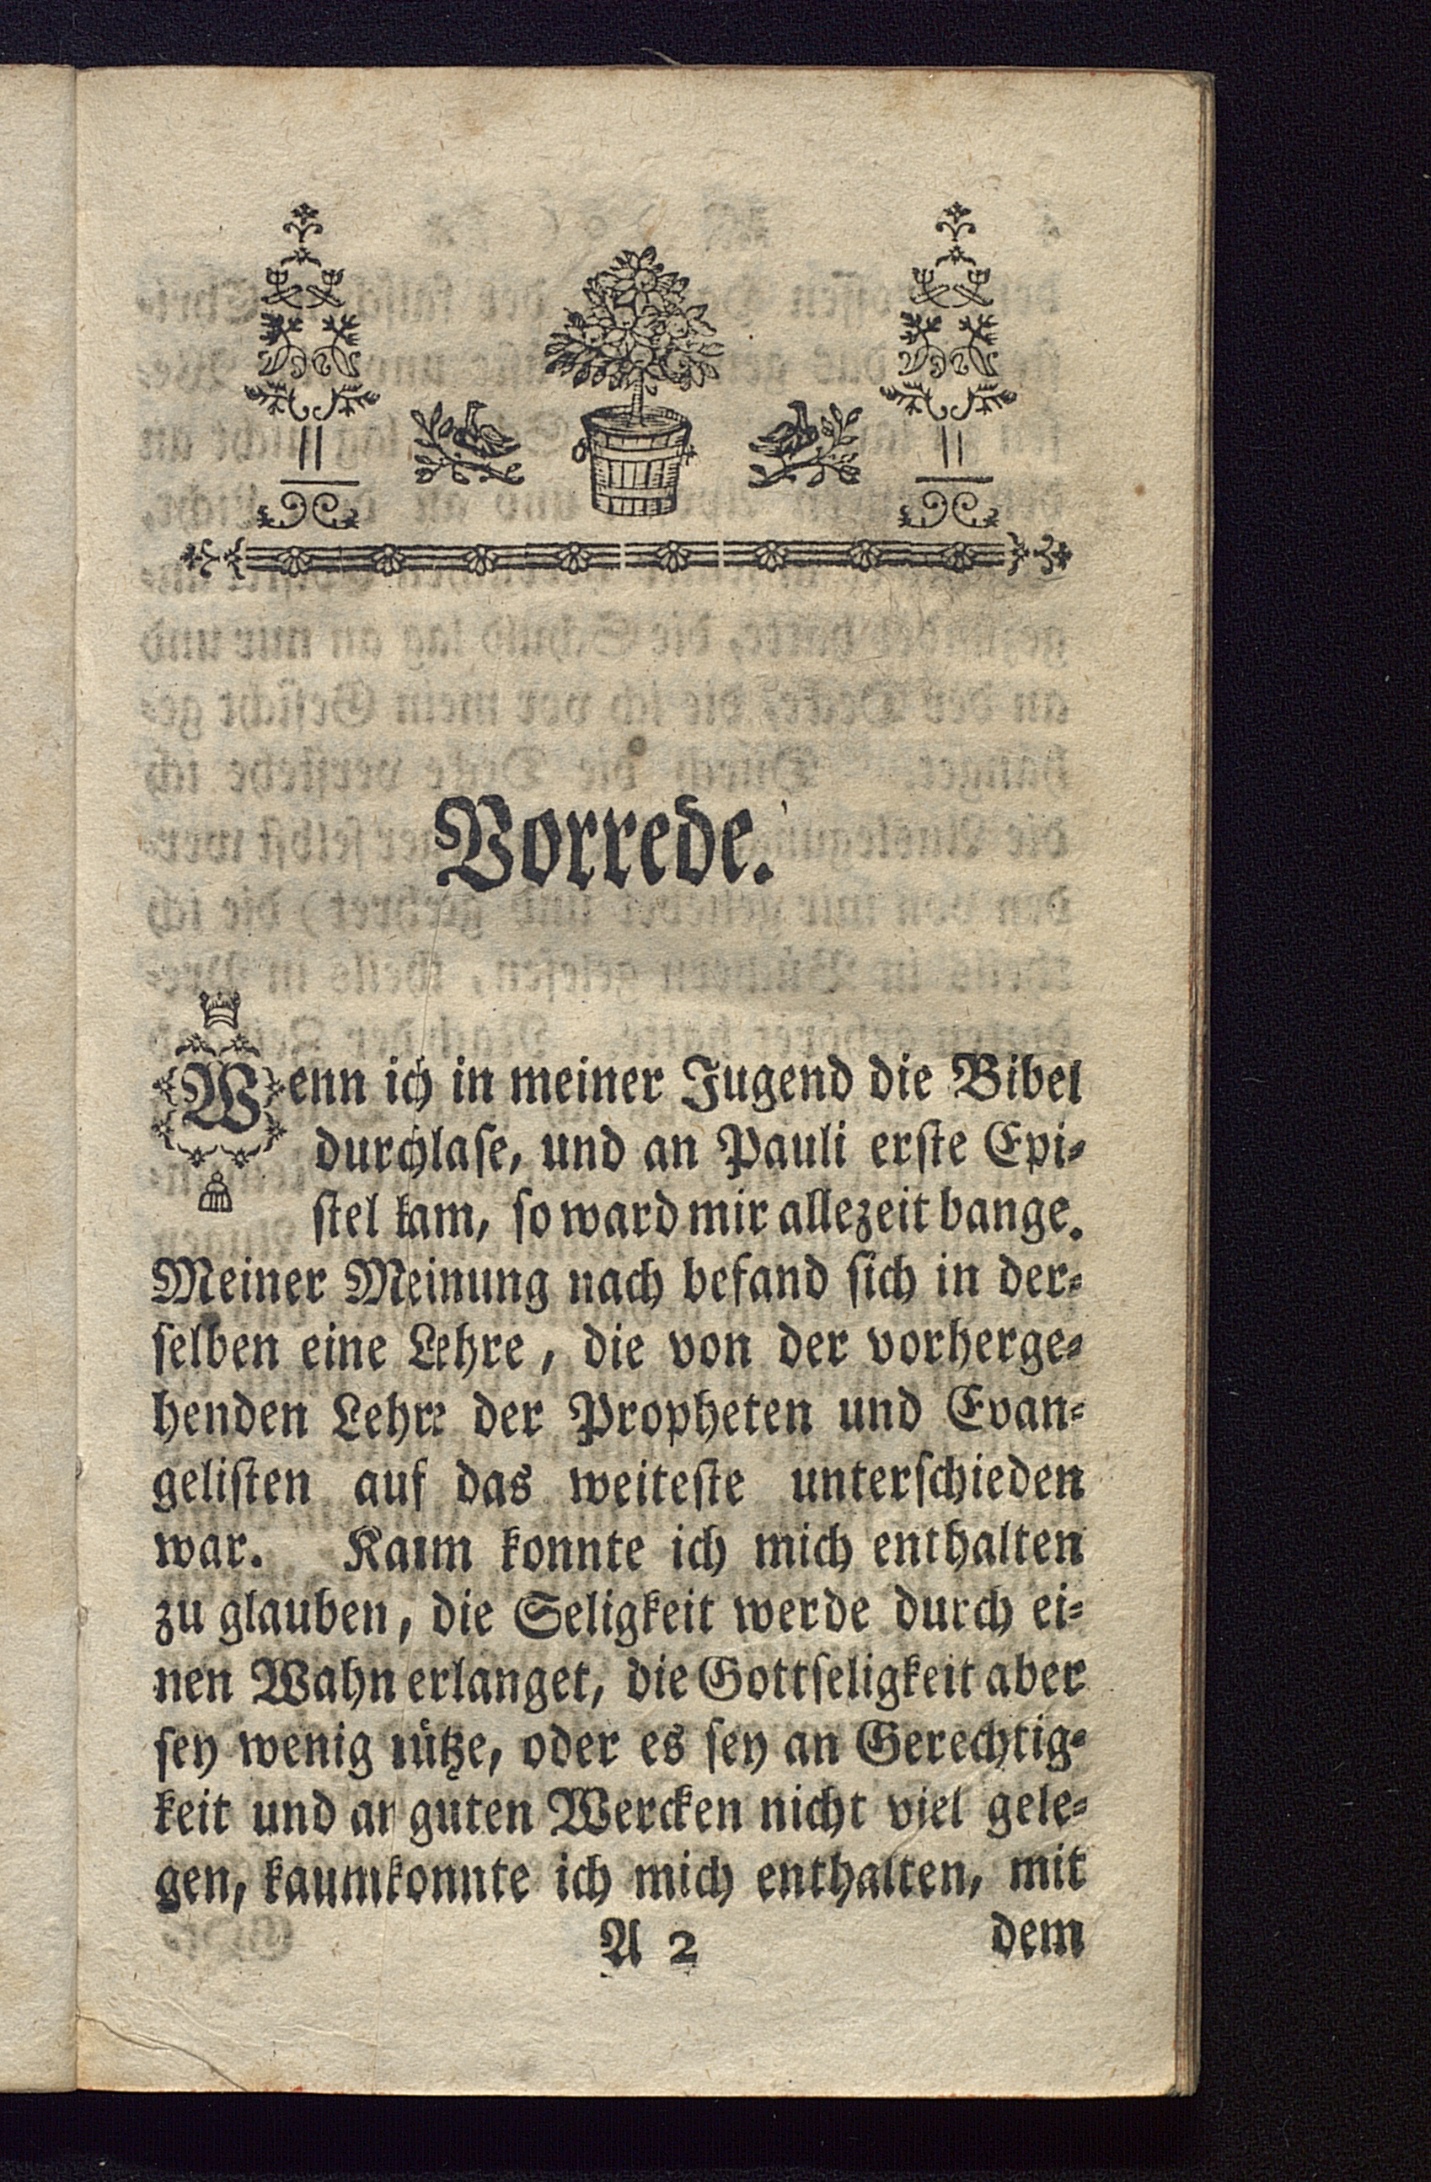 Vorrede.
Wenn ich in meiner Jugend die Bibel
durchlaſe, und an Pauli erſte Epi⸗
ſtel kam, ſo ward mir allezeit bange.
Meiner Meinung nach befand ſich in der⸗
ſelben eine Lehre, die von der vorherge⸗
henden Lehre der Propheten und Evan⸗
geliſten auf das weiteſte unterſchieden
war. Kaum konnte ich mich enthalten
zu glauben, die Seligkeit werde durch ei⸗
nen Wahn erlanget, die Gottſeligkeit aber
ſey wenig nuͤtze, oder es ſey an Gerechtig⸗
keit und an guten Wercken nicht viel gele⸗
gen, kaum konnte ich mich enthalten, mit
A 2 dem